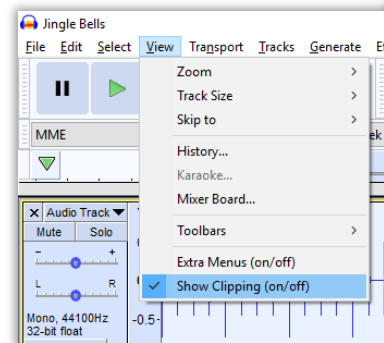 Jingle Bells
File Edit Select View Transport Tracks Generate
Zoom
Track Size
Skip to
MME
History...
Karaoke...
Mixer Board...
Audio Track
Toolbars
Mute Solo
Extra Menus (on/off)
- +
Show Clipping (on/off)
L R
Mono, 44100Hz
32-bit float
-0.5-